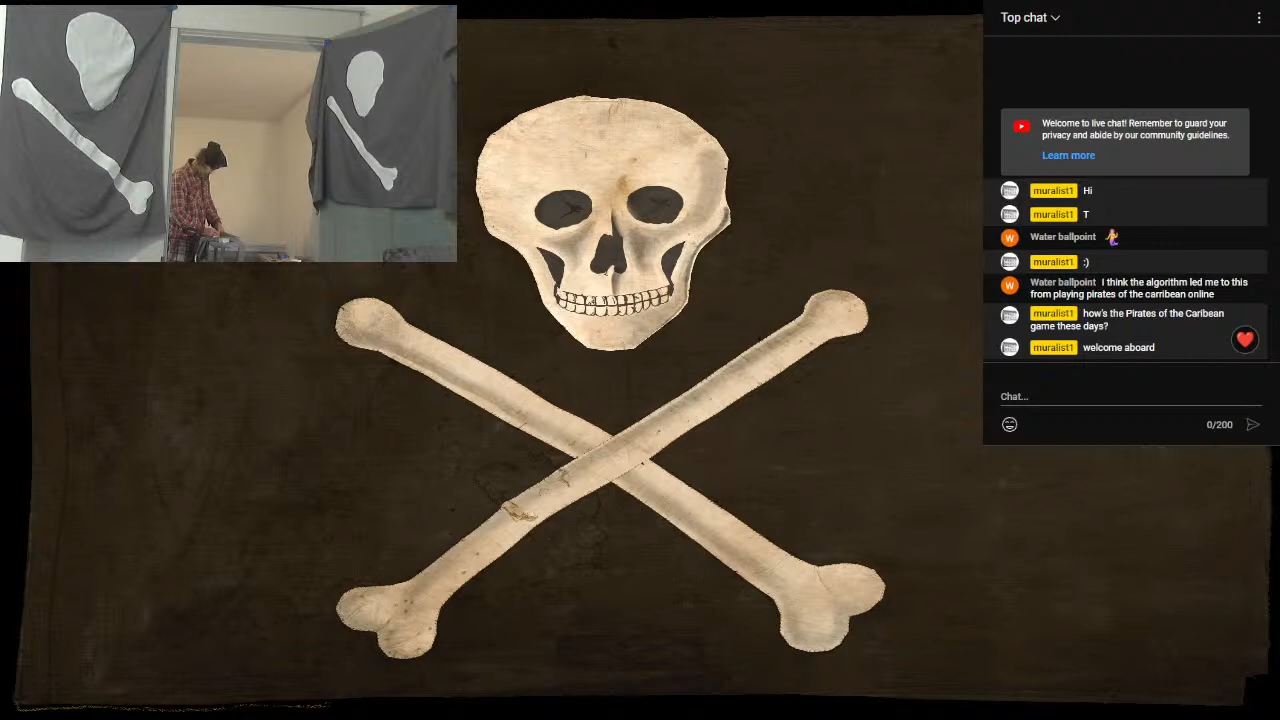 Top chat
Welcome to live chat! Remember to guard your
privacy and abide by our community guidelines.
Learn more
muralist1 Hi
muralist1 T
W Water ballpoint 🧜‍♀️
muralist1 :)
W Water ballpoint I think the algorithm led me to this
from playing pirates of the carribean online
muralist1 how's the Pirates of the Caribean
game these days?
muralist1 welcome aboard
Chat...
0/200